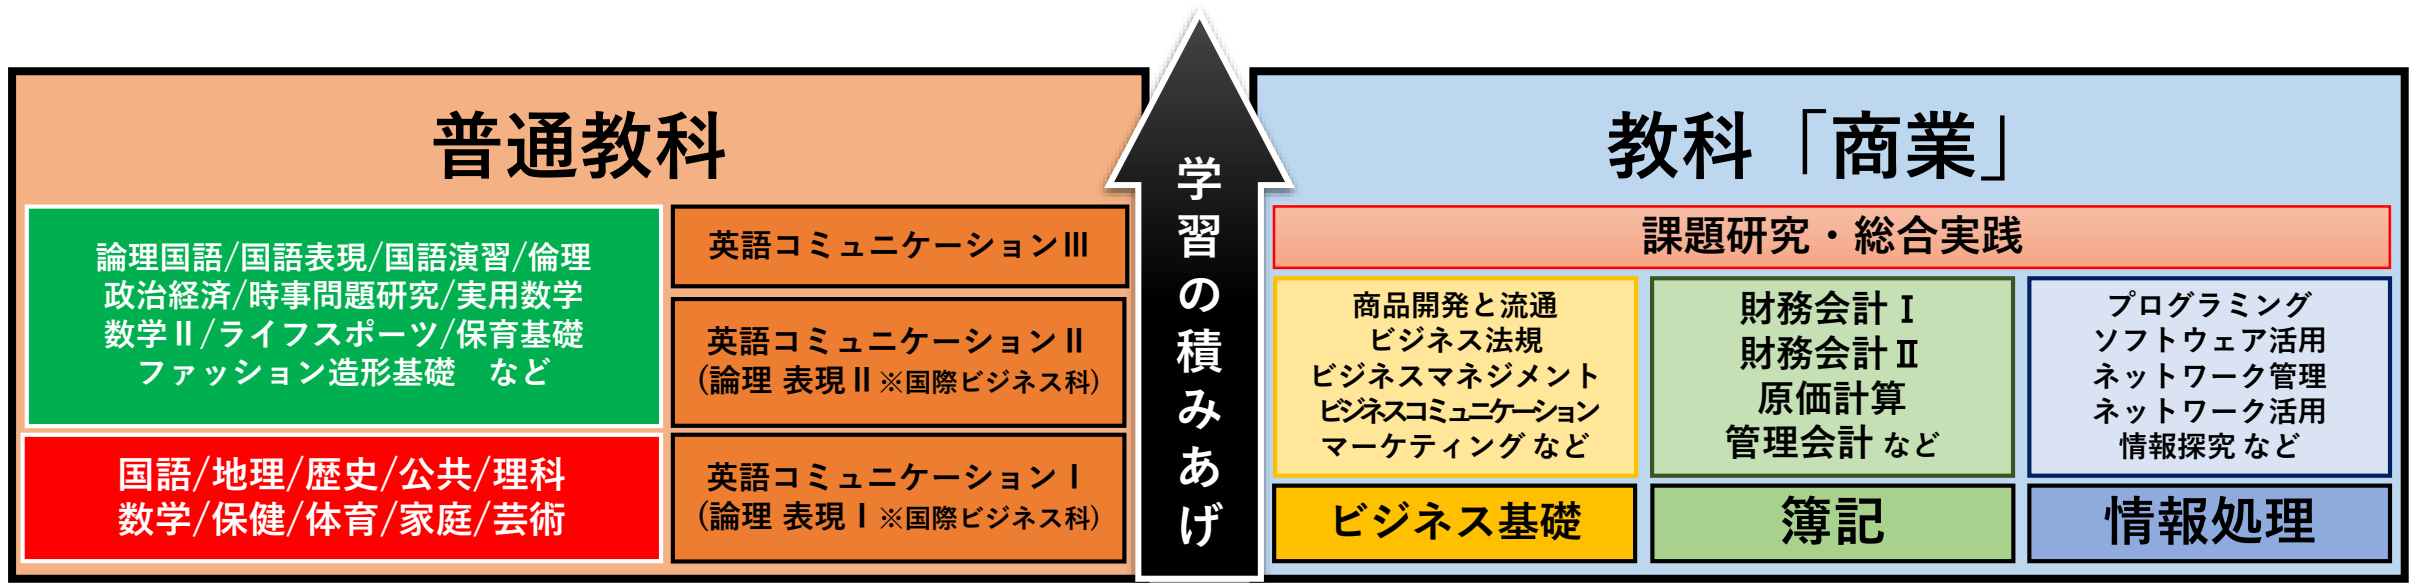 普通教科
論理国語/国語表現/国語演習/倫理
政治経済/時事問題研究/実用数学
数学Ⅱ/ライフスポーツ/保育基礎
ファッション造形基礎　など
国語/地理/歴史/公共/理科
数学/保健/体育/家庭/芸術
英語コミュニケーションⅢ
英語コミュニケーションⅡ
(論理 表現Ⅱ ※国際ビジネス科)
英語コミュニケーションⅠ
(論理 表現Ⅰ ※国際ビジネス科)
学習の積みあげ
教科「商業」
課題研究・総合実践
商品開発と流通
ビジネス法規
ビジネスマネジメント
ビジネスコミュニケーション
マーケティング など
ビジネス基礎
財務会計Ⅰ
財務会計Ⅱ
原価計算
管理会計 など
簿記
プログラミング
ソフトウェア活用
ネットワーク管理
ネットワーク活用
情報探究 など
情報処理